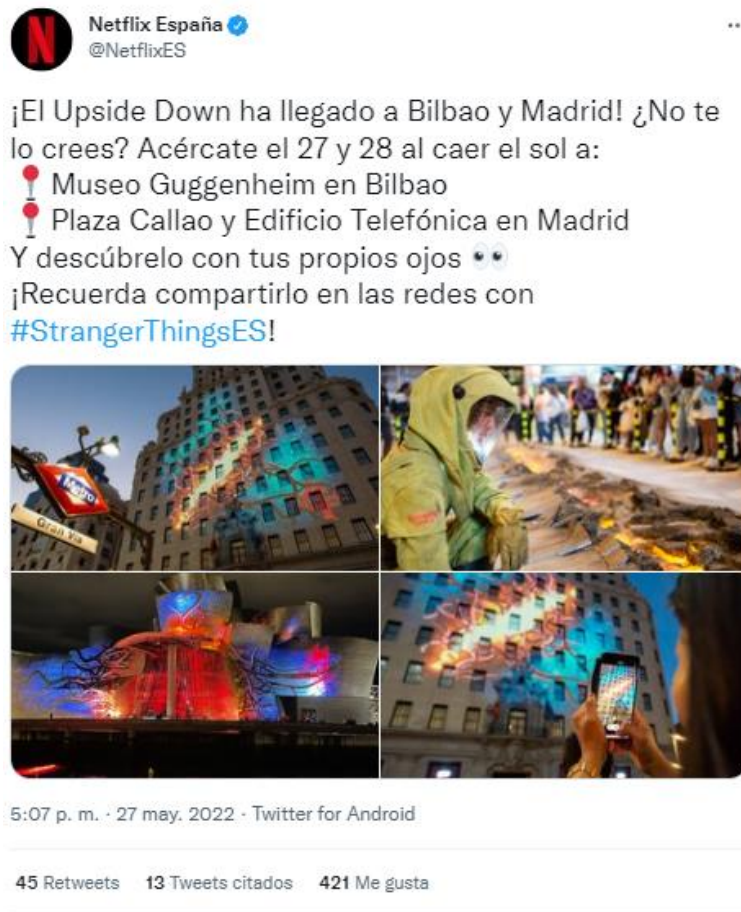 Netflix España
@NetflixES
¡El Upside Down ha llegado a Bilbao y Madrid! ¿No te
lo crees? Acércate el 27 y 28 al caer el sol a:
📍 Museo Guggenheim en Bilbao
📍 Plaza Callao y Edificio Telefónica en Madrid
Y descúbrelo con tus propios ojos 👀
¡Recuerda compartirlo en las redes con
#StrangerThingsES!
Metro
Gran Vía
5:07 p. m. · 27 may. 2022 · Twitter for Android
45 Retweets 13 Tweets citados 421 Me gusta